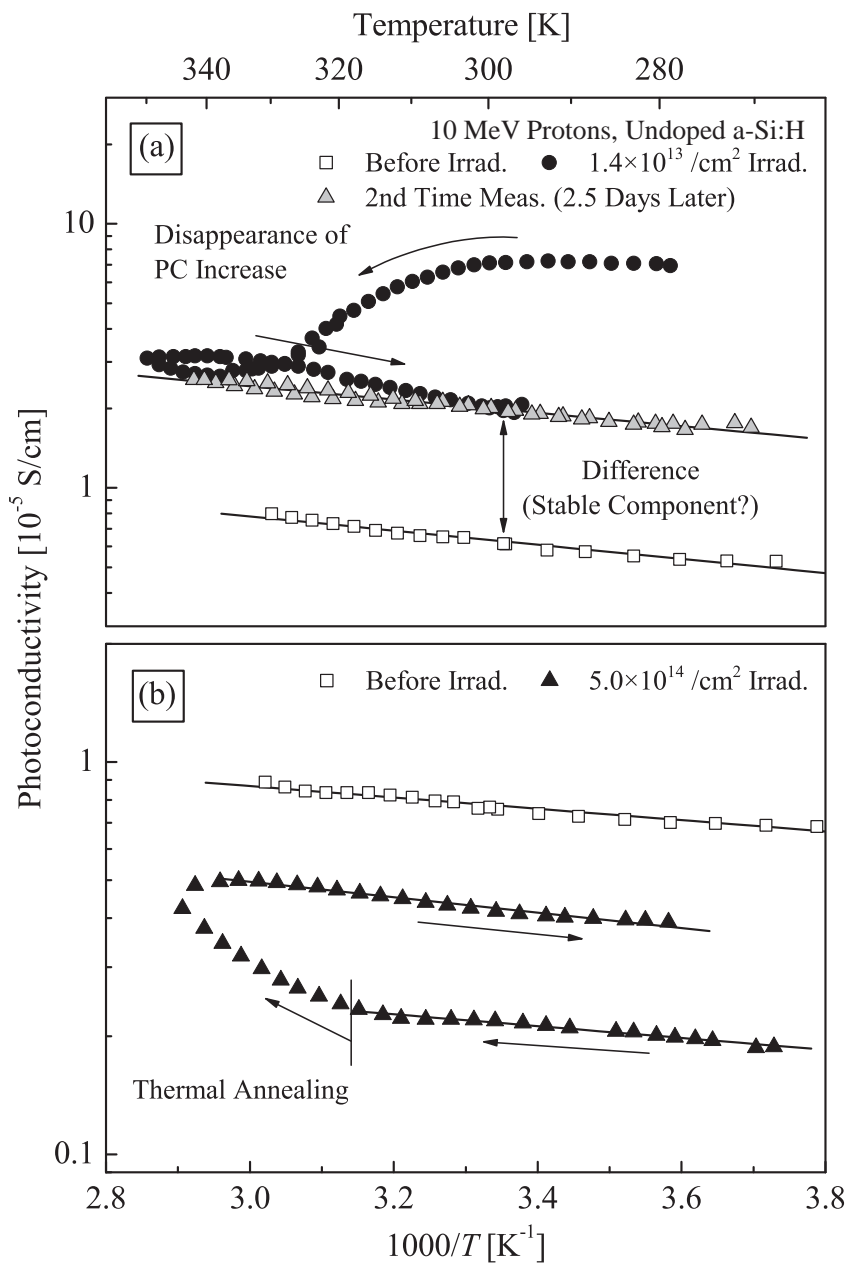 Temperature [K]
340 320 300 280
(a)
10 MeV Protons, Undoped a-Si:H
Before Irrad. 1.4×10¹³ /cm² Irrad.
2nd Time Meas. (2.5 Days Later)
10
Disappearance of
PC Increase
1
Difference
(Stable Component?)
Photoconductivity [10⁻⁵ S/cm]
(b)
Before Irrad. 5.0×10¹⁴ /cm² Irrad.
1
Thermal Annealing
0.1
2.8 3.0 3.2 3.4 3.6 3.8
1000/T [K⁻¹]